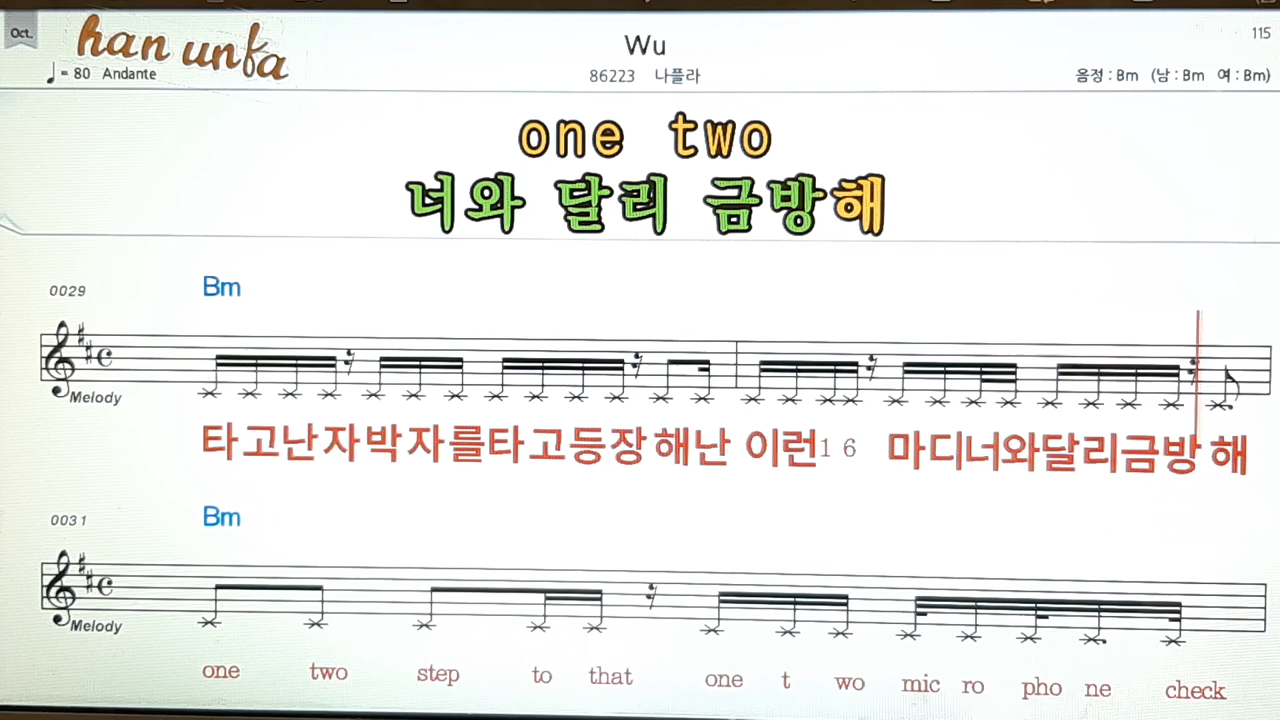 Oct.
han unfa
Wu
115
♩= 80 Andante
86223 나플라
음정 : Bm (남 : Bm 여 : Bm)
one two
너와 달리 금방해
0029
Bm
Melody
타고난자박자를타고등장해난 이런16 마디너와달리금방해
0031
Bm
Melody
one two step to that one t wo mic ro pho ne check